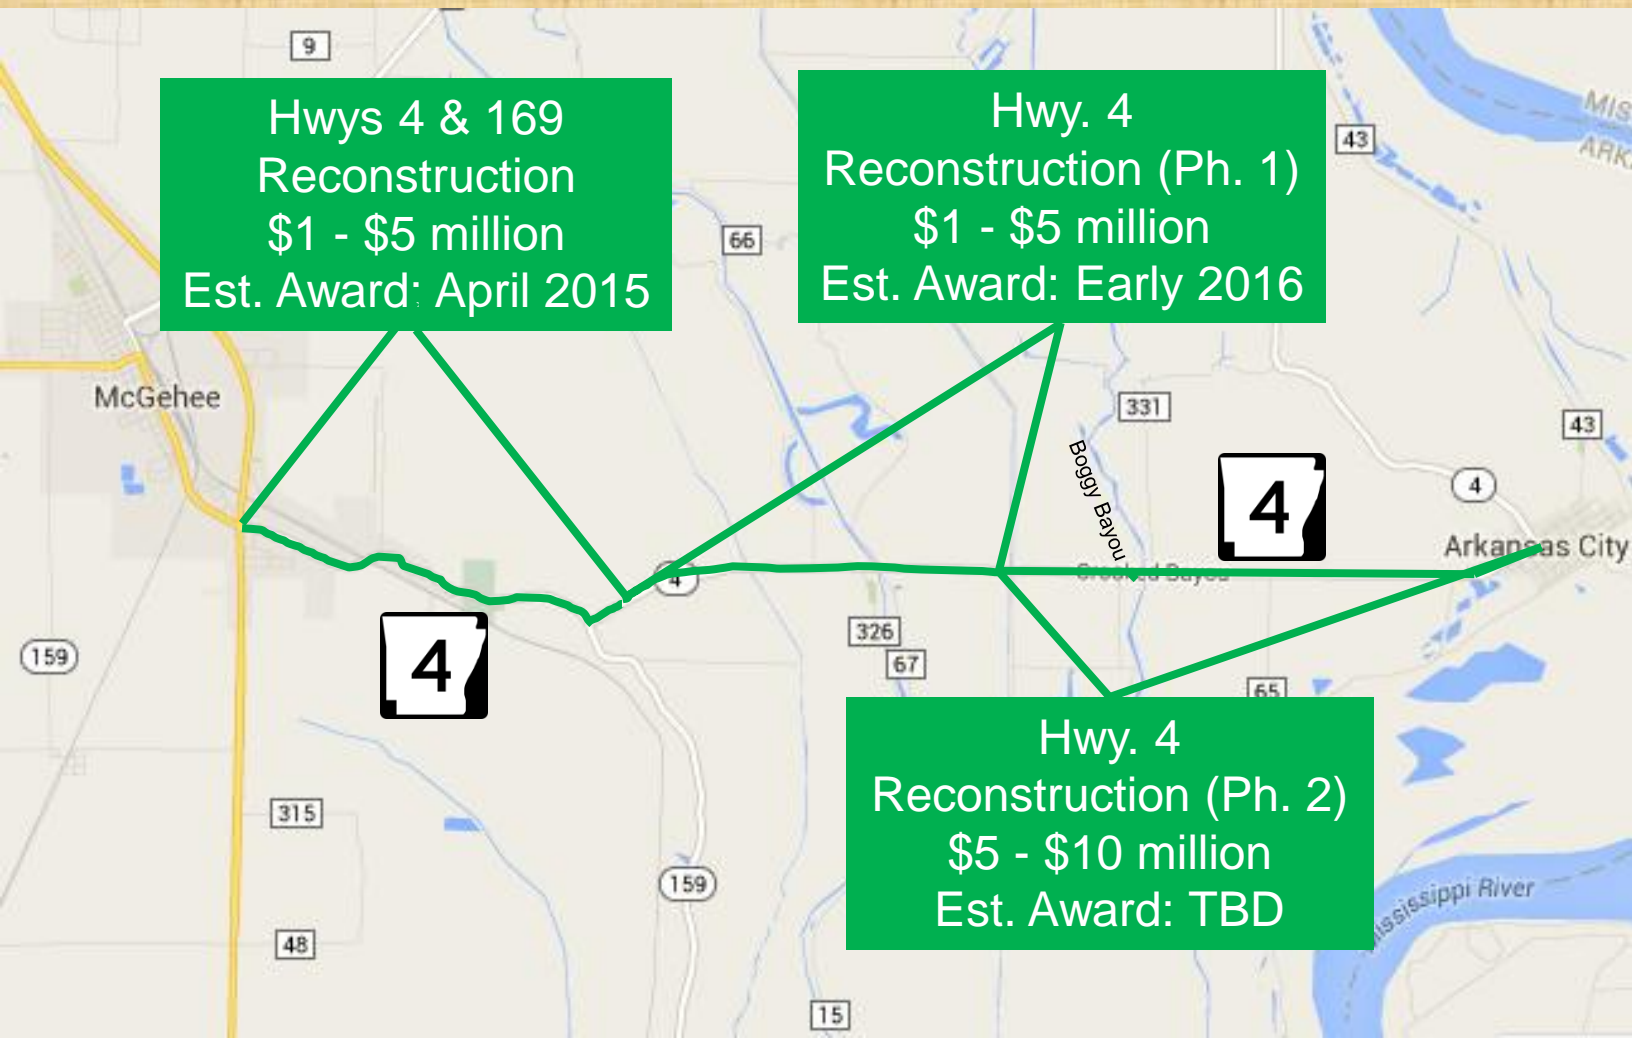 9
Hwys 4 & 169
Reconstruction
$1 - $5 million
Est. Award: April 2015
Hwy. 4
Reconstruction (Ph. 1)
$1 - $5 million
Est. Award: Early 2016
43
66
McGehee
331
43
Boggy Bayou
4
4
Arkansas City
4
Crooked Bayou
326
159
4
67
65
Hwy. 4
Reconstruction (Ph. 2)
$5 - $10 million
Est. Award: TBD
315
159
Mississippi River
48
15